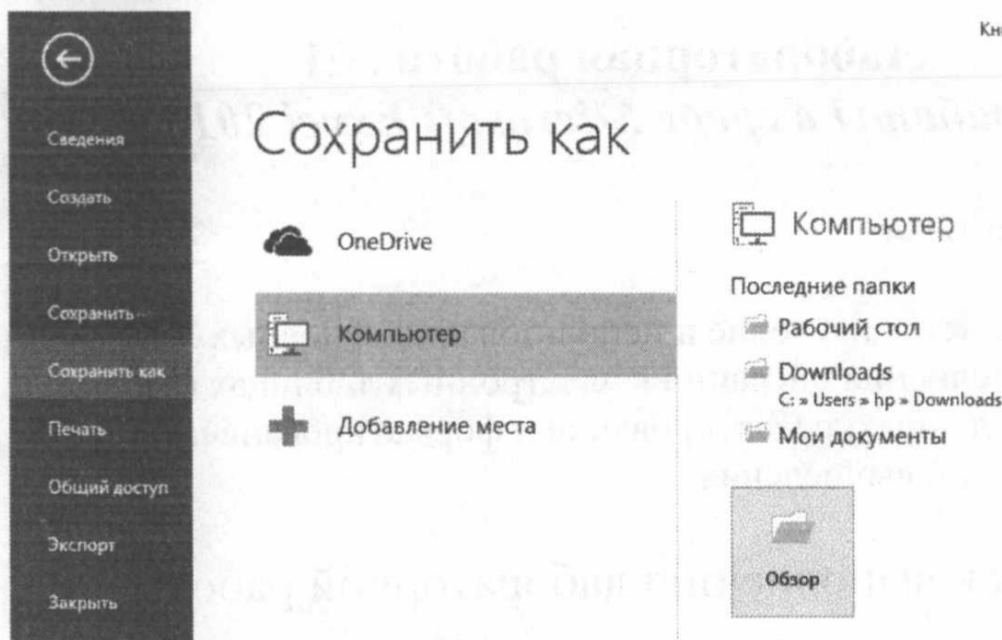 Кни
Сведения
Создать
Открыть
Сохранить
Сохранить как
Печать
Общий доступ
Экспорт
Закрыть
Сохранить как
OneDrive
Компьютер
Добавление места
Компьютер
Последние папки
Рабочий стол
Downloads
C: » Users » hp » Downloads
Мои документы
Обзор